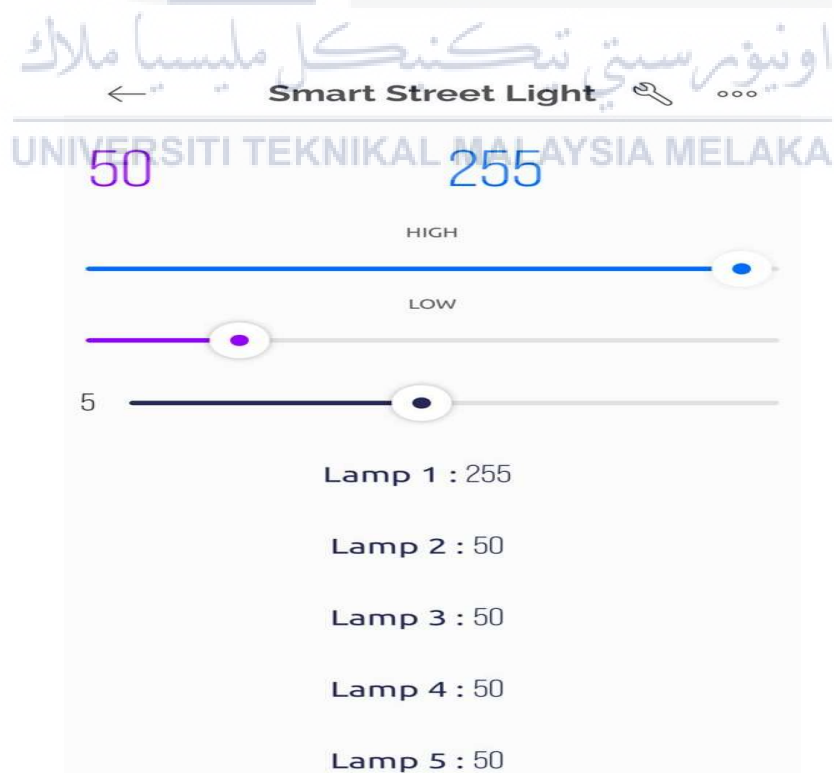 اونيۏرسيتي تيكنيكل مليسيا ملاك
Smart Street Light
UNIVERSITI TEKNIKAL MALAYSIA MELAKA
50 255
HIGH
LOW
5
Lamp 1 : 255
Lamp 2 : 50
Lamp 3 : 50
Lamp 4 : 50
Lamp 5 : 50